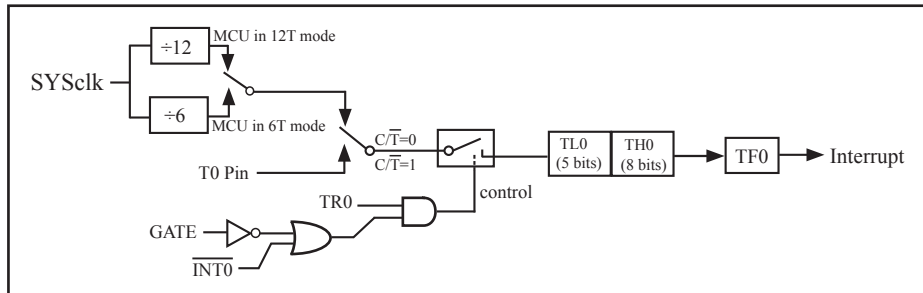 ÷12
MCU in 12T mode
SYSclk
÷6
MCU in 6T mode
C/T̅=0
C/T̅=1
T0 Pin
TL0
(5 bits)
TH0
(8 bits)
TF0
Interrupt
control
TR0
GATE
I̅N̅T̅0̅